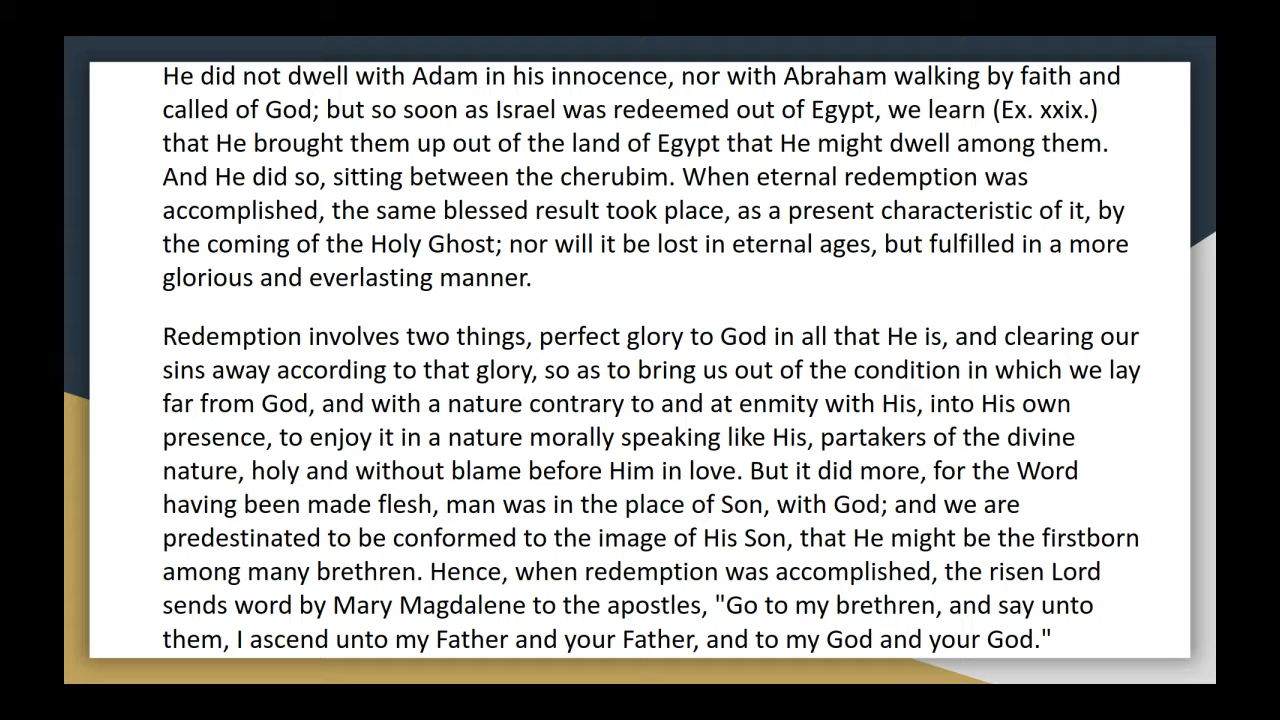 He did not dwell with Adam in his innocence, nor with Abraham walking by faith and
called of God; but so soon as Israel was redeemed out of Egypt, we learn (Ex. xxix.)
that He brought them up out of the land of Egypt that He might dwell among them.
And He did so, sitting between the cherubim. When eternal redemption was
accomplished, the same blessed result took place, as a present characteristic of it, by
the coming of the Holy Ghost; nor will it be lost in eternal ages, but fulfilled in a more
glorious and everlasting manner.
Redemption involves two things, perfect glory to God in all that He is, and clearing our
sins away according to that glory, so as to bring us out of the condition in which we lay
far from God, and with a nature contrary to and at enmity with His, into His own
presence, to enjoy it in a nature morally speaking like His, partakers of the divine
nature, holy and without blame before Him in love. But it did more, for the Word
having been made flesh, man was in the place of Son, with God; and we are
predestinated to be conformed to the image of His Son, that He might be the firstborn
among many brethren. Hence, when redemption was accomplished, the risen Lord
sends word by Mary Magdalene to the apostles, "Go to my brethren, and say unto
them, I ascend unto my Father and your Father, and to my God and your God."